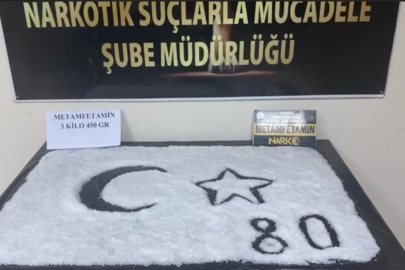 NARKOTİK SUÇLARLA MÜCADELE
ŞUBE MÜDÜRLÜĞÜ
METAMFETAMİN
3 KİLO 450 GR
METAMFETAMİN
NARKO
80